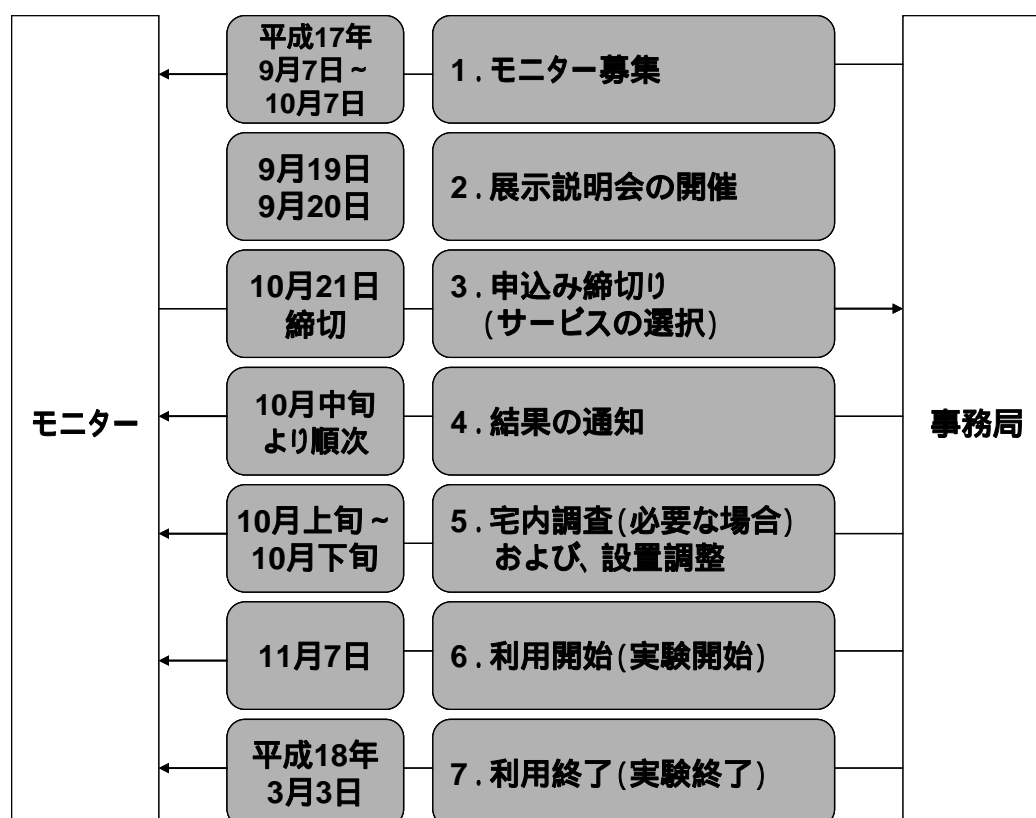 モニター
平成17年
9月7日~
10月7日
1.モニター募集
9月19日
9月20日
2.展示説明会の開催
10月21日
締切
3.申込み締切り
(サービスの選択)
10月中旬
より順次
4.結果の通知
10月上旬~
10月下旬
5.宅内調査(必要な場合)
および、設置調整
11月7日
6.利用開始(実験開始)
平成18年
3月3日
7.利用終了(実験終了)
事務局